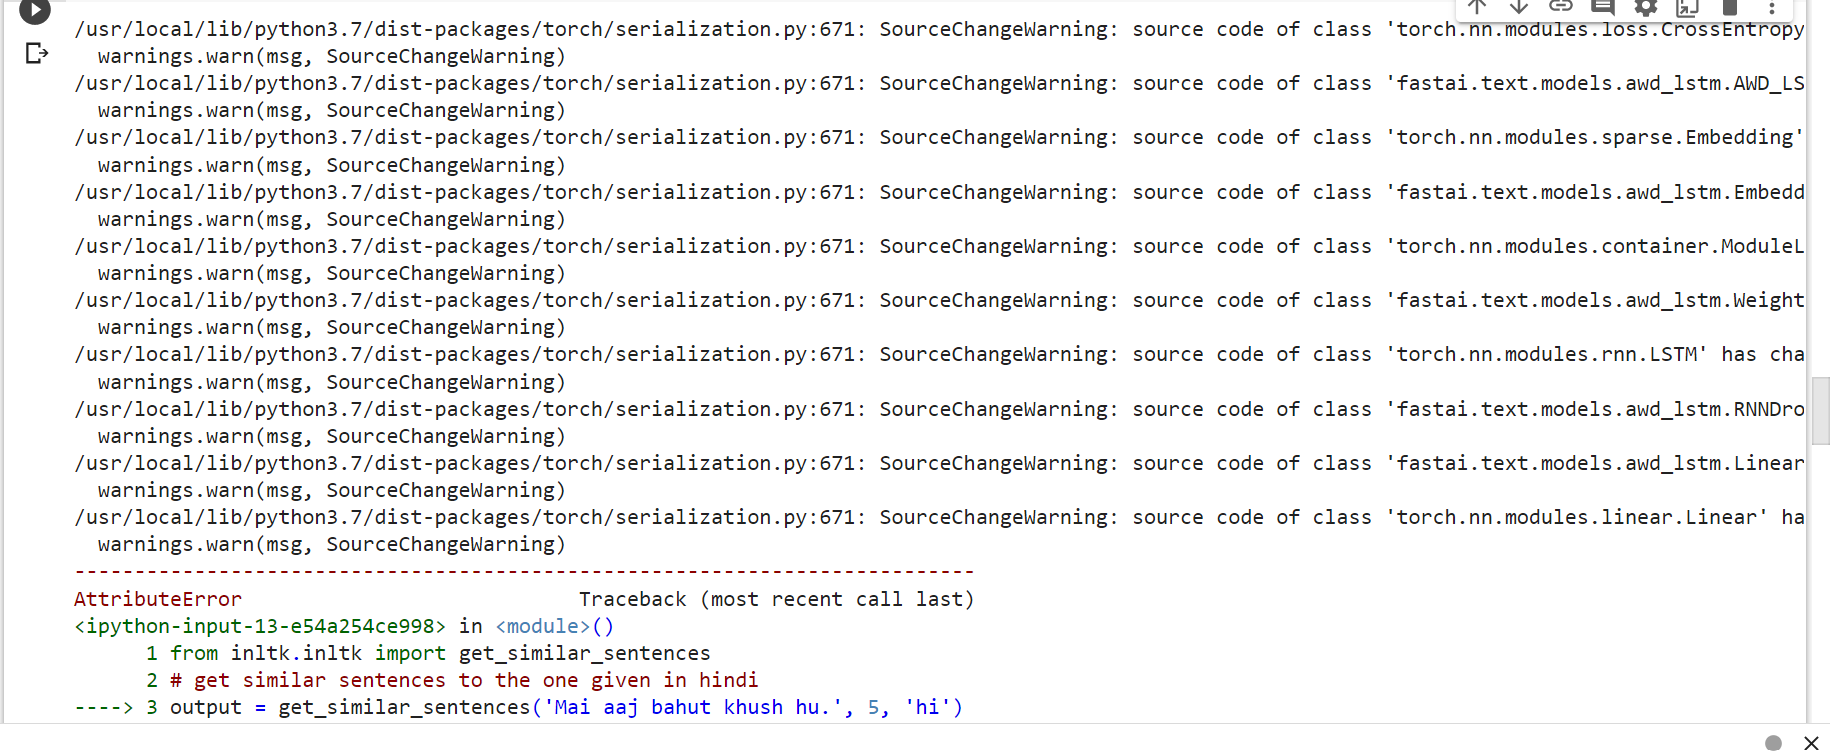 /usr/local/lib/python3.7/dist-packages/torch/serialization.py:671: SourceChangeWarning: source code of class 'torch.nn.modules.loss.CrossEntropy
  warnings.warn(msg, SourceChangeWarning)
/usr/local/lib/python3.7/dist-packages/torch/serialization.py:671: SourceChangeWarning: source code of class 'fastai.text.models.awd_lstm.AWD_LS
  warnings.warn(msg, SourceChangeWarning)
/usr/local/lib/python3.7/dist-packages/torch/serialization.py:671: SourceChangeWarning: source code of class 'torch.nn.modules.sparse.Embedding'
  warnings.warn(msg, SourceChangeWarning)
/usr/local/lib/python3.7/dist-packages/torch/serialization.py:671: SourceChangeWarning: source code of class 'fastai.text.models.awd_lstm.Embedd
  warnings.warn(msg, SourceChangeWarning)
/usr/local/lib/python3.7/dist-packages/torch/serialization.py:671: SourceChangeWarning: source code of class 'torch.nn.modules.container.ModuleL
  warnings.warn(msg, SourceChangeWarning)
/usr/local/lib/python3.7/dist-packages/torch/serialization.py:671: SourceChangeWarning: source code of class 'fastai.text.models.awd_lstm.Weight
  warnings.warn(msg, SourceChangeWarning)
/usr/local/lib/python3.7/dist-packages/torch/serialization.py:671: SourceChangeWarning: source code of class 'torch.nn.modules.rnn.LSTM' has cha
  warnings.warn(msg, SourceChangeWarning)
/usr/local/lib/python3.7/dist-packages/torch/serialization.py:671: SourceChangeWarning: source code of class 'fastai.text.models.awd_lstm.RNNDro
  warnings.warn(msg, SourceChangeWarning)
/usr/local/lib/python3.7/dist-packages/torch/serialization.py:671: SourceChangeWarning: source code of class 'fastai.text.models.awd_lstm.Linear
  warnings.warn(msg, SourceChangeWarning)
/usr/local/lib/python3.7/dist-packages/torch/serialization.py:671: SourceChangeWarning: source code of class 'torch.nn.modules.linear.Linear' ha
  warnings.warn(msg, SourceChangeWarning)
---------------------------------------------------------------------------
AttributeError                            Traceback (most recent call last)
<ipython-input-13-e54a254ce998> in <module>()
      1 from inltk.inltk import get_similar_sentences
      2 # get similar sentences to the one given in hindi
----> 3 output = get_similar_sentences('Mai aaj bahut khush hu.', 5, 'hi')